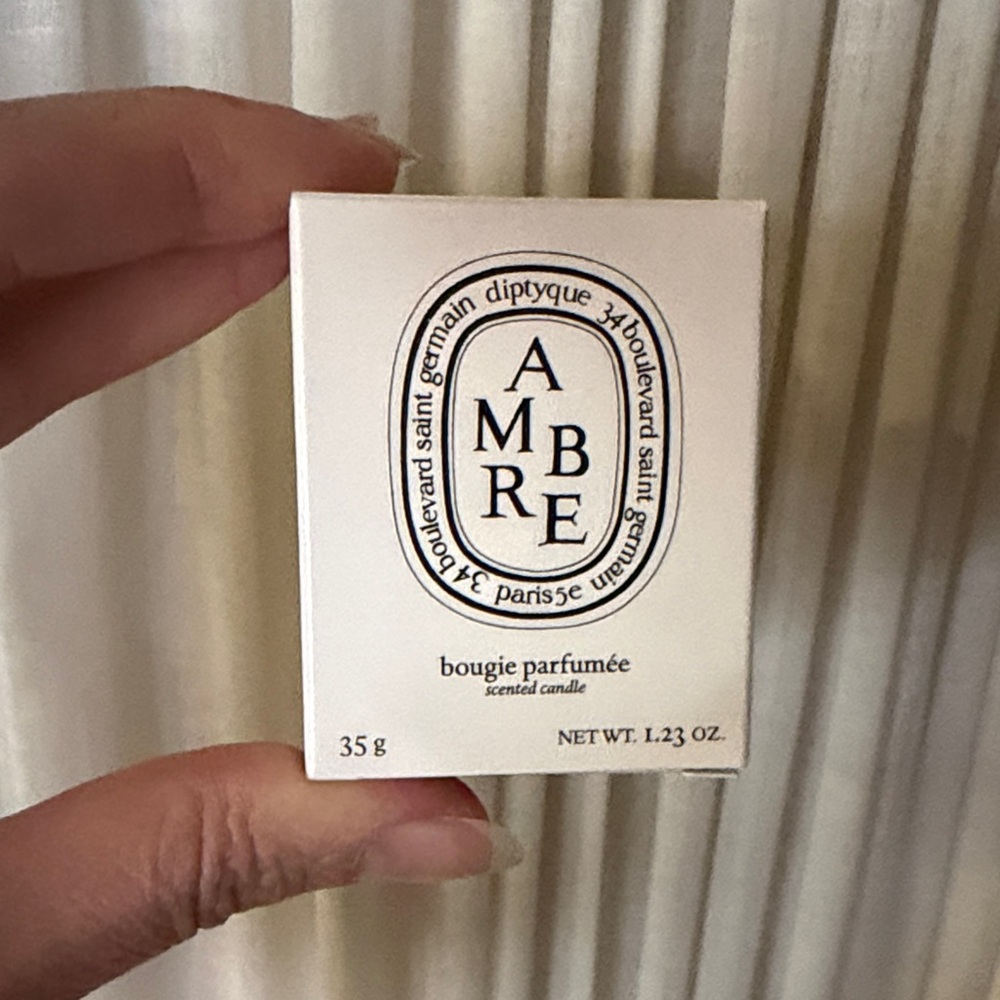 diptyque
34 boulevard saint germain
34 boulevard saint germain
paris 5e
A
M B
R E
bougie parfumée
scented candle
35 g
NET WT. 1.23 OZ.